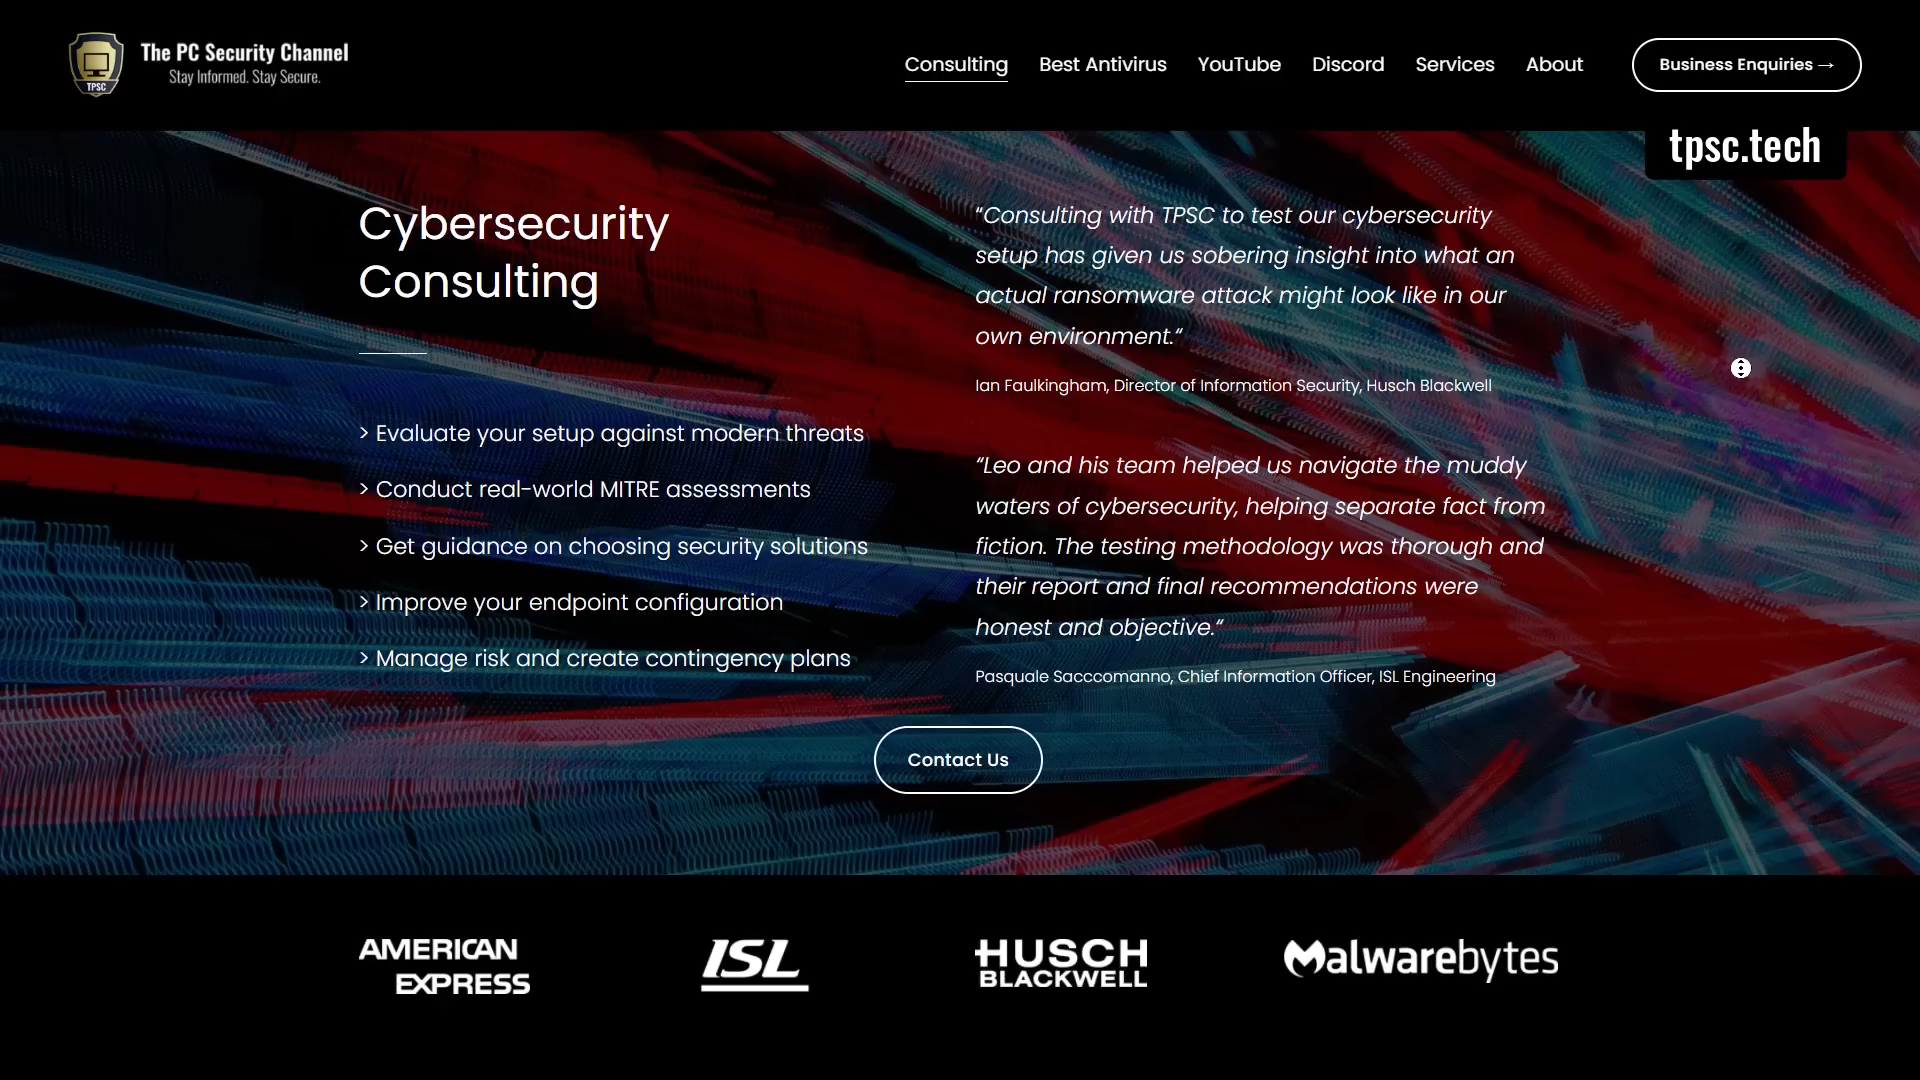 The PC Security Channel
Stay Informed. Stay Secure.
TPSC
Consulting
Best Antivirus
YouTube
Discord
Services
About
Business Enquiries →
tpsc.tech
Cybersecurity
Consulting
> Evaluate your setup against modern threats
> Conduct real-world MITRE assessments
> Get guidance on choosing security solutions
> Improve your endpoint configuration
> Manage risk and create contingency plans
“Consulting with TPSC to test our cybersecurity
setup has given us sobering insight into what an
actual ransomware attack might look like in our
own environment.“
Ian Faulkingham, Director of Information Security, Husch Blackwell
“Leo and his team helped us navigate the muddy
waters of cybersecurity, helping separate fact from
fiction. The testing methodology was thorough and
their report and final recommendations were
honest and objective.“
Pasquale Sacccomanno, Chief Information Officer, ISL Engineering
Contact Us
AMERICAN
EXPRESS
ISL
HUSCH
BLACKWELL
Malwarebytes